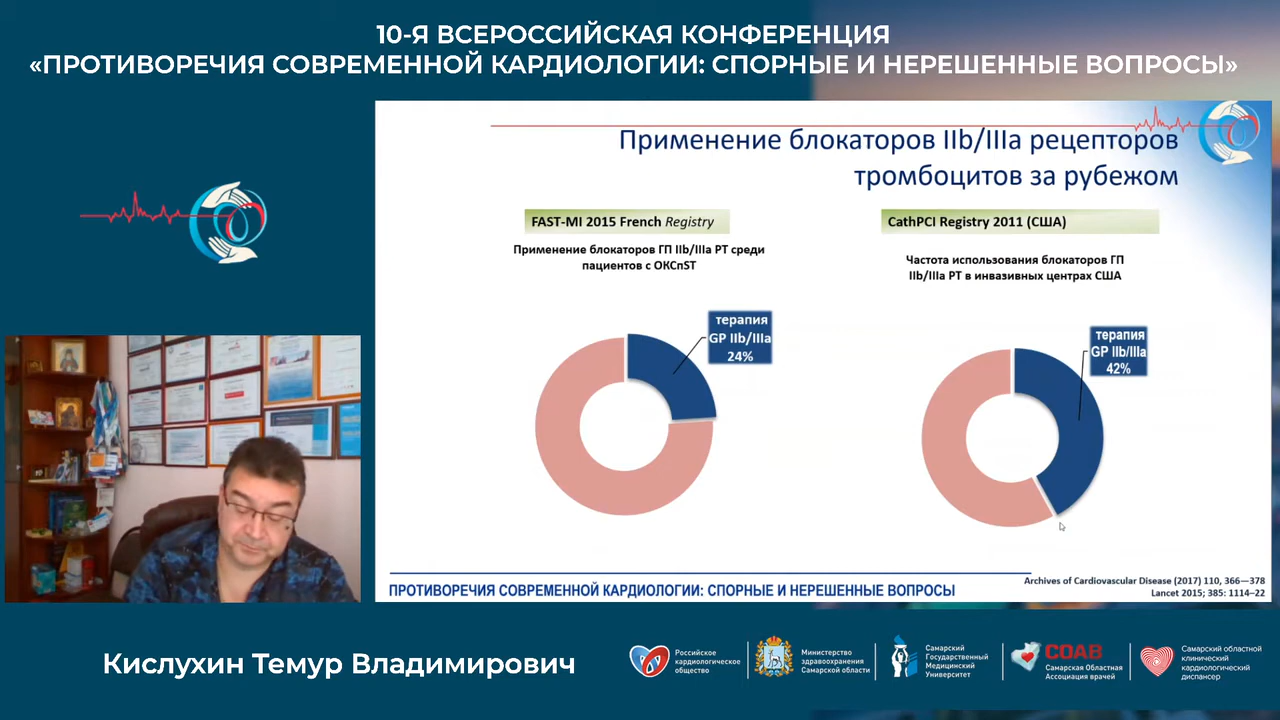 10-Я ВСЕРОССИЙСКАЯ КОНФЕРЕНЦИЯ
«ПРОТИВОРЕЧИЯ СОВРЕМЕННОЙ КАРДИОЛОГИИ: СПОРНЫЕ И НЕРЕШЕННЫЕ ВОПРОСЫ»
Применение блокаторов IIb/IIIa рецепторов
тромбоцитов за рубежом
FAST-MI 2015 French Registry
Применение блокаторов ГП IIb/IIIa РТ среди
пациентов с ОКСпST
терапия
GP IIb/IIIa
24%
CathPCI Registry 2011 (США)
Частота использования блокаторов ГП
IIb/IIIa РТ в инвазивных центрах США
терапия
GP IIb/IIIa
42%
ПРОТИВОРЕЧИЯ СОВРЕМЕННОЙ КАРДИОЛОГИИ: СПОРНЫЕ И НЕРЕШЕННЫЕ ВОПРОСЫ
Archives of Cardiovascular Disease (2017) 110, 366—378
Lancet 2015; 385: 1114–22
Кислухин Темур Владимирович
Российское
кардиологическое
общество
Министерство
здравоохранения
Самарской области
Самарский
Государственный
Медицинский
Университет
СОАВ
Самарская Областная
Ассоциация врачей
Самарский областной
клинический
кардиологический
диспансер